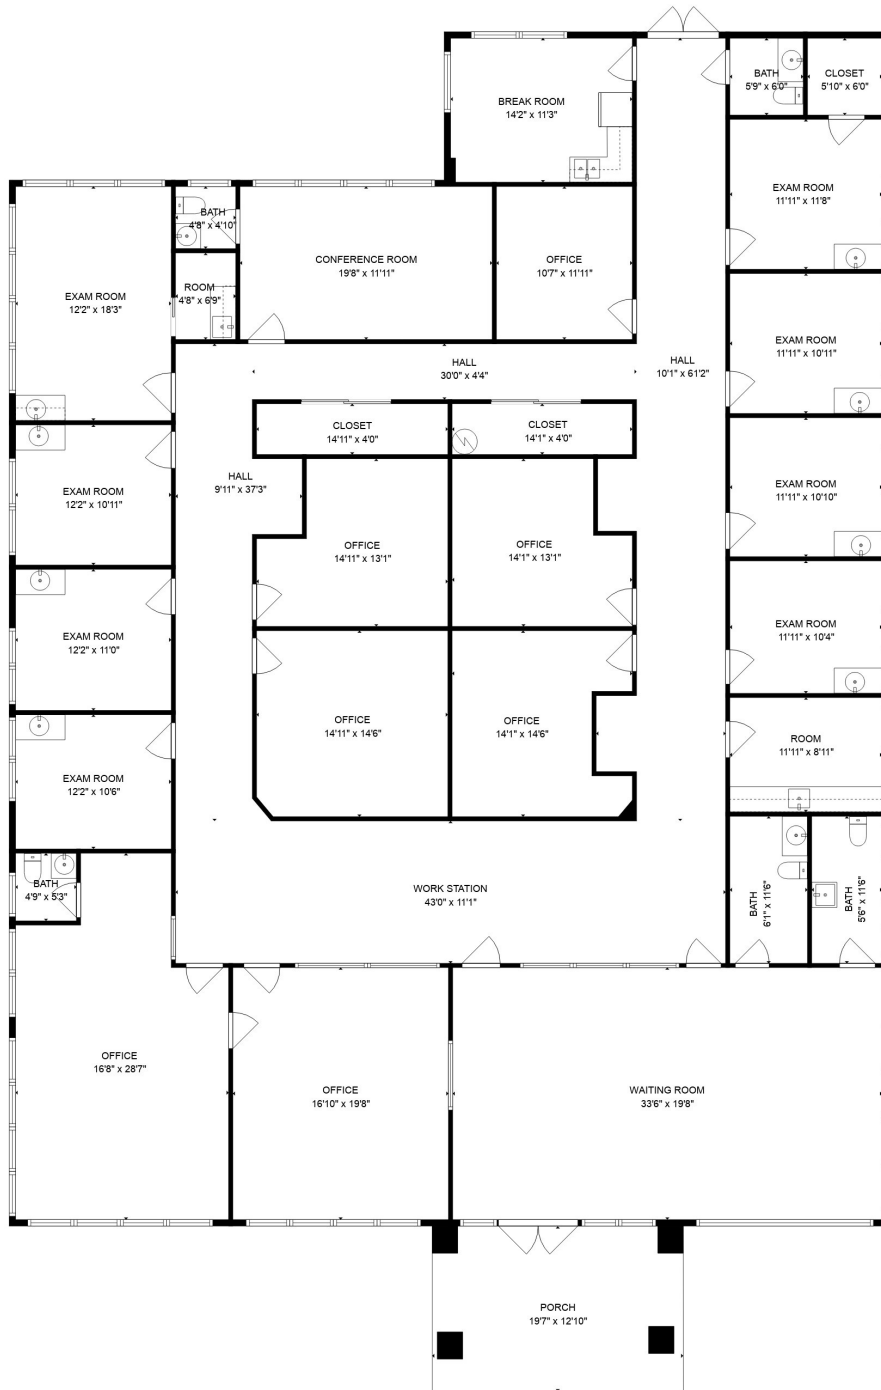 BREAK ROOM
14'2" x 11'3"
BATH
5'9" x 6'0"
CLOSET
5'10" x 6'0"
EXAM ROOM
11'11" x 11'8"
BATH
4'8" x 4'10"
CONFERENCE ROOM
19'8" x 11'11"
OFFICE
10'7" x 11'11"
EXAM ROOM
12'2" x 18'3"
ROOM
4'8" x 6'9"
EXAM ROOM
11'11" x 10'11"
HALL
30'0" x 4'4"
HALL
10'1" x 61'2"
CLOSET
14'11" x 4'0"
CLOSET
14'1" x 4'0"
HALL
9'11" x 37'3"
EXAM ROOM
12'2" x 10'11"
EXAM ROOM
11'11" x 10'10"
OFFICE
14'11" x 13'1"
OFFICE
14'1" x 13'1"
EXAM ROOM
12'2" x 11'0"
EXAM ROOM
11'11" x 10'4"
OFFICE
14'11" x 14'6"
OFFICE
14'1" x 14'6"
ROOM
11'11" x 8'11"
EXAM ROOM
12'2" x 10'6"
BATH
4'9" x 5'3"
WORK STATION
43'0" x 11'1"
BATH
6'1" x 11'6"
BATH
5'6" x 11'6"
OFFICE
16'8" x 28'7"
OFFICE
16'10" x 19'8"
WAITING ROOM
33'6" x 19'8"
PORCH
19'7" x 12'10"